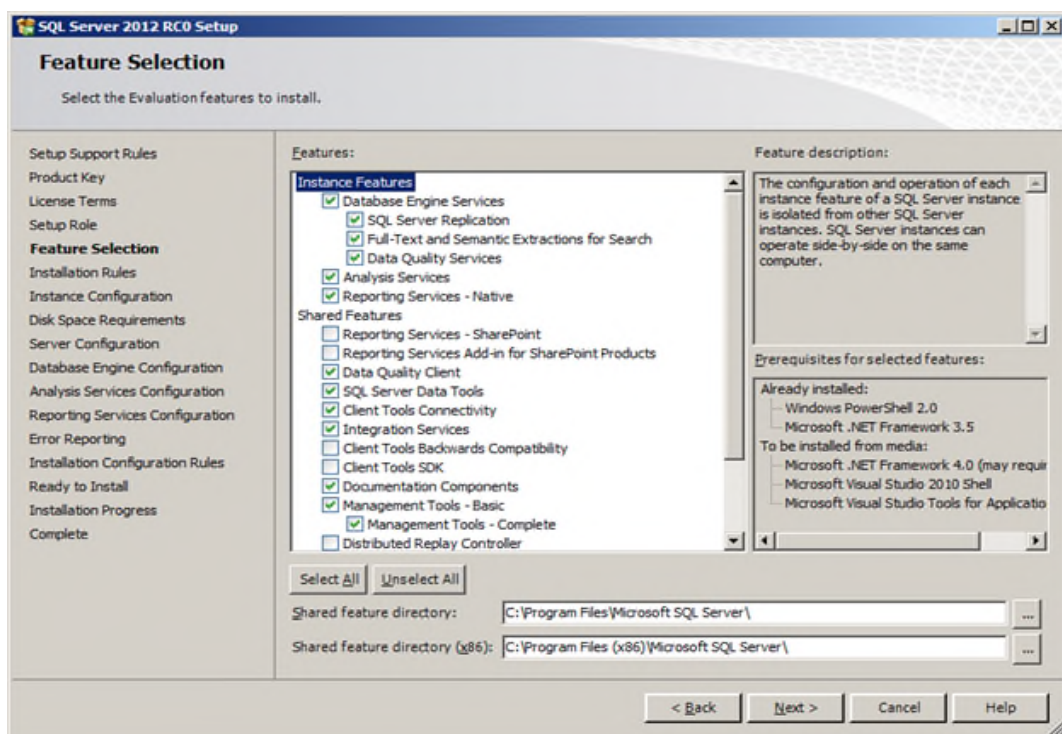 SQL Server 2012 RC0 Setup
Feature Selection
Select the Evaluation features to install.
Setup Support Rules
Product Key
License Terms
Setup Role
Feature Selection
Installation Rules
Instance Configuration
Disk Space Requirements
Server Configuration
Database Engine Configuration
Analysis Services Configuration
Reporting Services Configuration
Error Reporting
Installation Configuration Rules
Ready to Install
Installation Progress
Complete
Features:
Instance Features
Database Engine Services
SQL Server Replication
Full-Text and Semantic Extractions for Search
Data Quality Services
Analysis Services
Reporting Services - Native
Shared Features
Reporting Services - SharePoint
Reporting Services Add-in for SharePoint Products
Data Quality Client
SQL Server Data Tools
Client Tools Connectivity
Integration Services
Client Tools Backwards Compatibility
Client Tools SDK
Documentation Components
Management Tools - Basic
Management Tools - Complete
Distributed Replay Controller
Feature description:
The configuration and operation of each
instance feature of a SQL Server instance
is isolated from other SQL Server
instances. SQL Server instances can
operate side-by-side on the same
computer.
Prerequisites for selected features:
Already installed:
Windows PowerShell 2.0
Microsoft .NET Framework 3.5
To be installed from media:
Microsoft .NET Framework 4.0 (may requir
Microsoft Visual Studio 2010 Shell
Microsoft Visual Studio Tools for Applicatio
Select All Unselect All
Shared feature directory: C:\Program Files\Microsoft SQL Server\ ...
Shared feature directory (x86): C:\Program Files (x86)\Microsoft SQL Server\ ...
< Back Next > Cancel Help